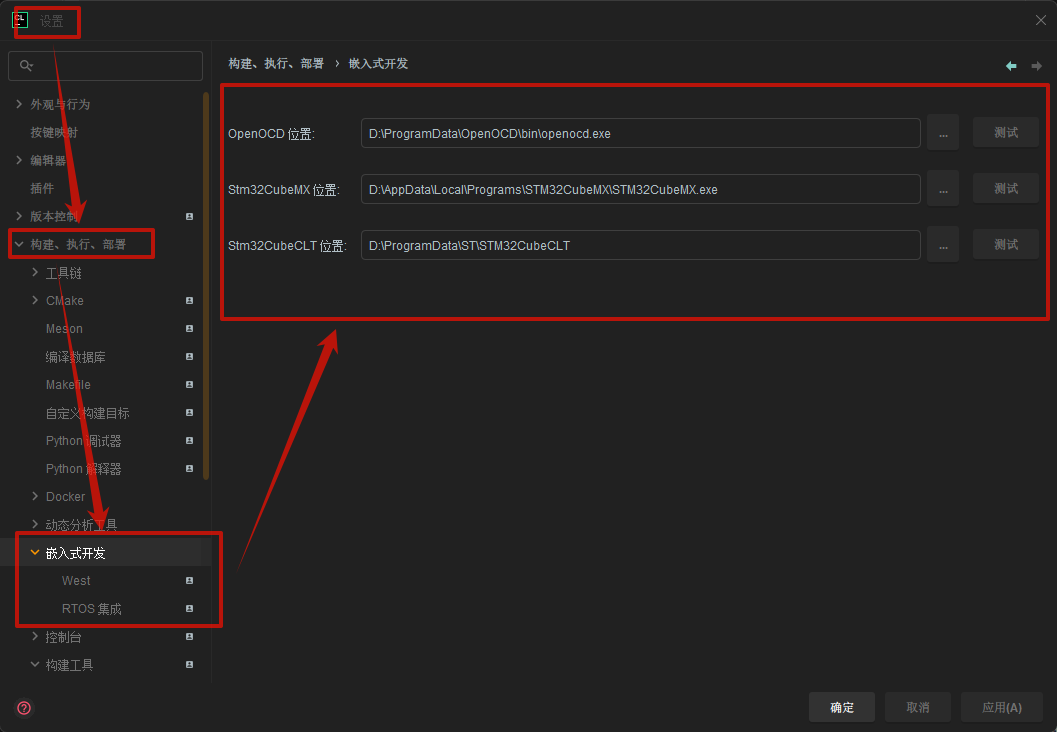 CL 设置
外观与行为
按键映射
编辑器
插件
版本控制
构建、执行、部署
工具链
CMake
Meson
编译数据库
Makefile
自定义构建目标
Python 调试器
Python 解释器
Docker
动态分析工具
嵌入式开发
West
RTOS 集成
控制台
构建工具
构建、执行、部署 › 嵌入式开发
OpenOCD 位置: D:\ProgramData\OpenOCD\bin\openocd.exe ... 测试
Stm32CubeMX 位置: D:\AppData\Local\Programs\STM32CubeMX\STM32CubeMX.exe ... 测试
Stm32CubeCLT 位置: D:\ProgramData\ST\STM32CubeCLT ... 测试
? 确定 取消 应用(A)